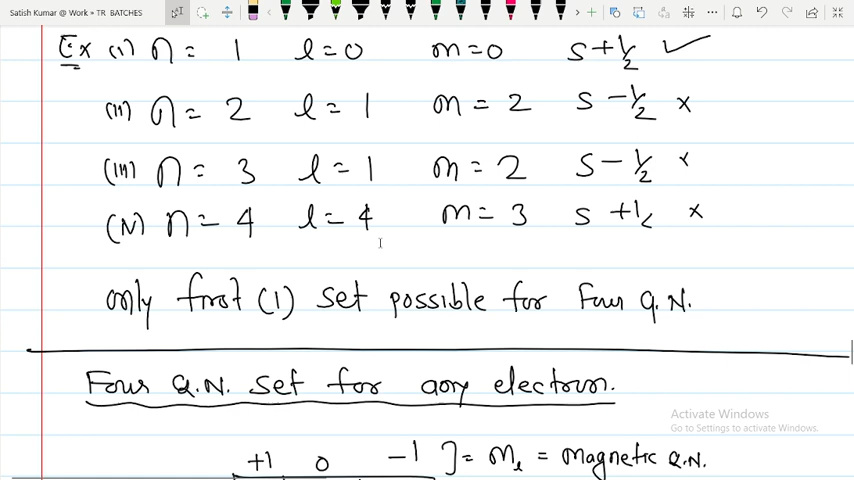 Satish Kumar @ Work » TR BATCHES
Ex (i) n = 1 l = 0 m = 0 s +1/2 ✓
(ii) n = 2 l = 1 m = 2 s -1/2 ×
(iii) n = 3 l = 1 m = 2 s - 1/2 ×
(iv) n = 4 l = 4 m = 3 s +1/2 ×
only first (1) set possible for Four Q.N.
Four Q.N. set for any electron.
Activate Windows
Go to Settings to activate Windows.
+1 0 -1 ] = Ml = Magnetic Q.N.